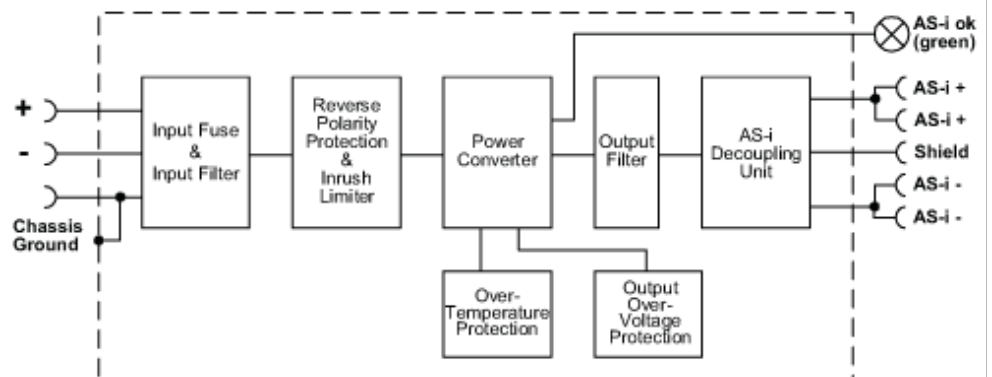 +
-
Chassis
Ground
Input Fuse
&
Input Filter
Reverse
Polarity
Protection
&
Inrush
Limiter
Power
Converter
Output
Filter
AS-i
Decoupling
Unit
Over-
Temperature
Protection
Output
Over-
Voltage
Protection
AS-i ok
(green)
AS-i +
AS-i +
Shield
AS-i -
AS-i -